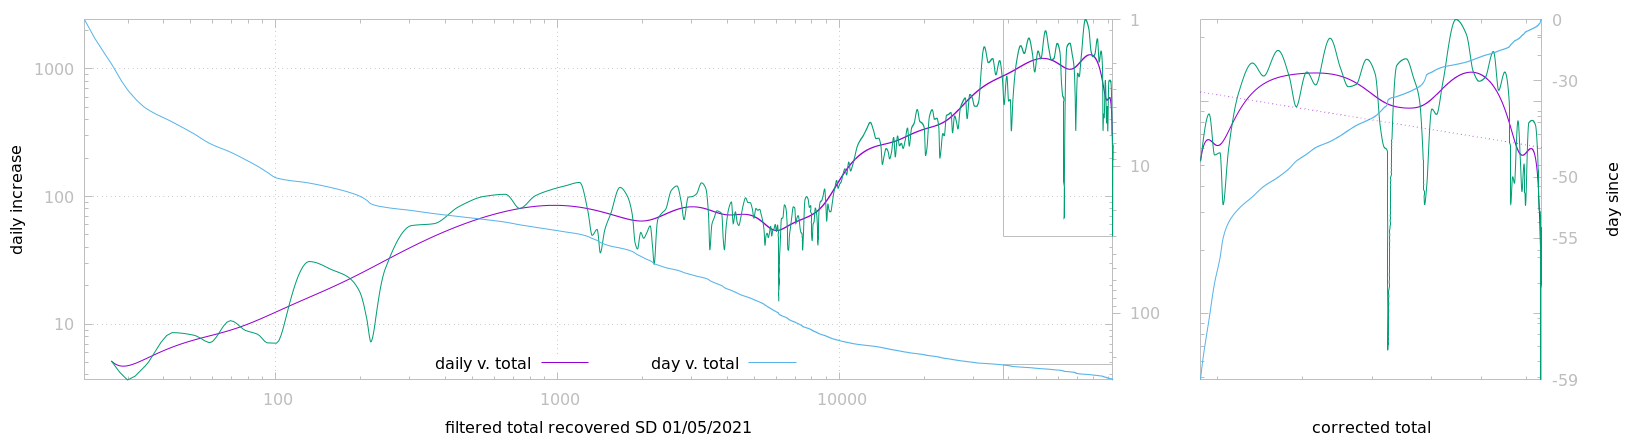 daily increase
1000
100
10
1
10
100
daily v. total
day v. total
100
1000
10000
filtered total recovered SD 01/05/2021
0
-30
-50
-55
-59
day since
corrected total